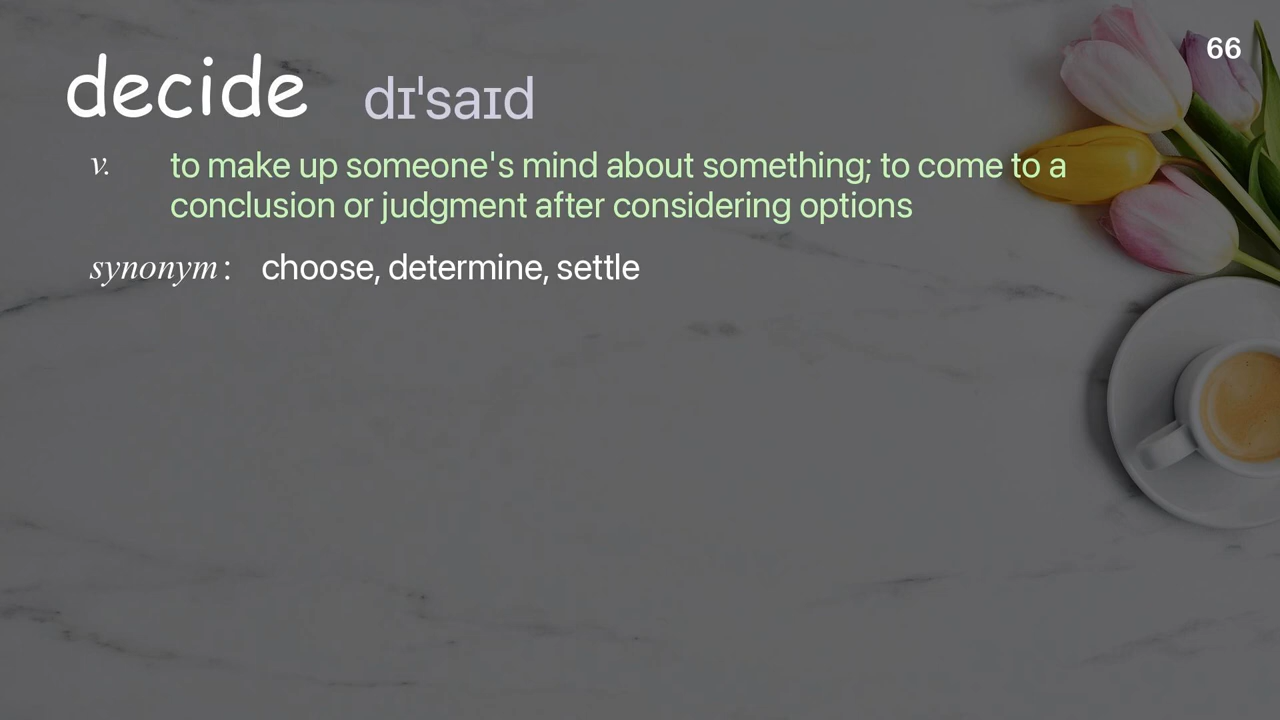 66
decide dɪˈsaɪd
v. to make up someone's mind about something; to come to a
conclusion or judgment after considering options
synonym: choose, determine, settle